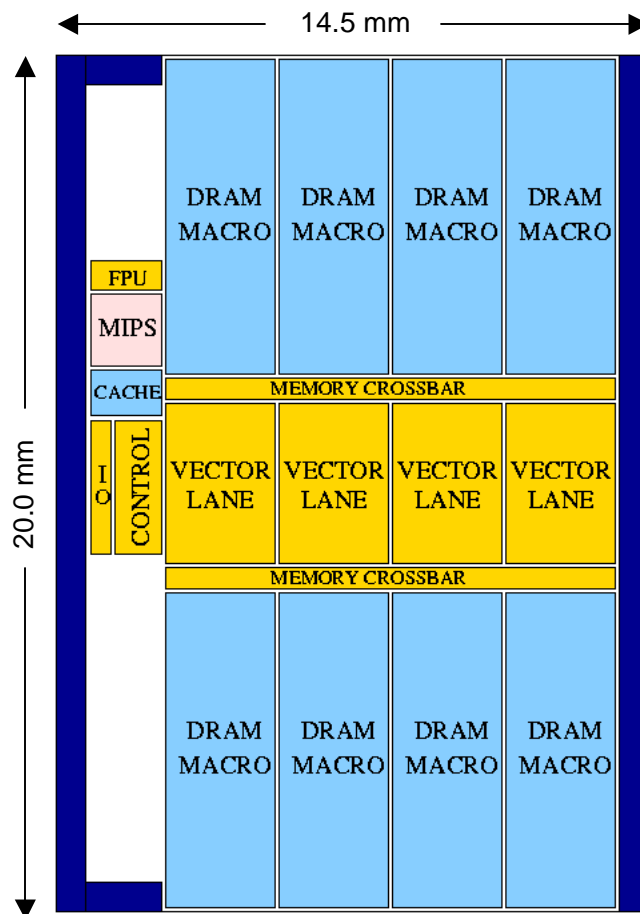 14.5 mm
20.0 mm
DRAM
MACRO
DRAM
MACRO
DRAM
MACRO
DRAM
MACRO
FPU
MIPS
CACHE
MEMORY CROSSBAR
IO
CONTROL
VECTOR
LANE
VECTOR
LANE
VECTOR
LANE
VECTOR
LANE
MEMORY CROSSBAR
DRAM
MACRO
DRAM
MACRO
DRAM
MACRO
DRAM
MACRO